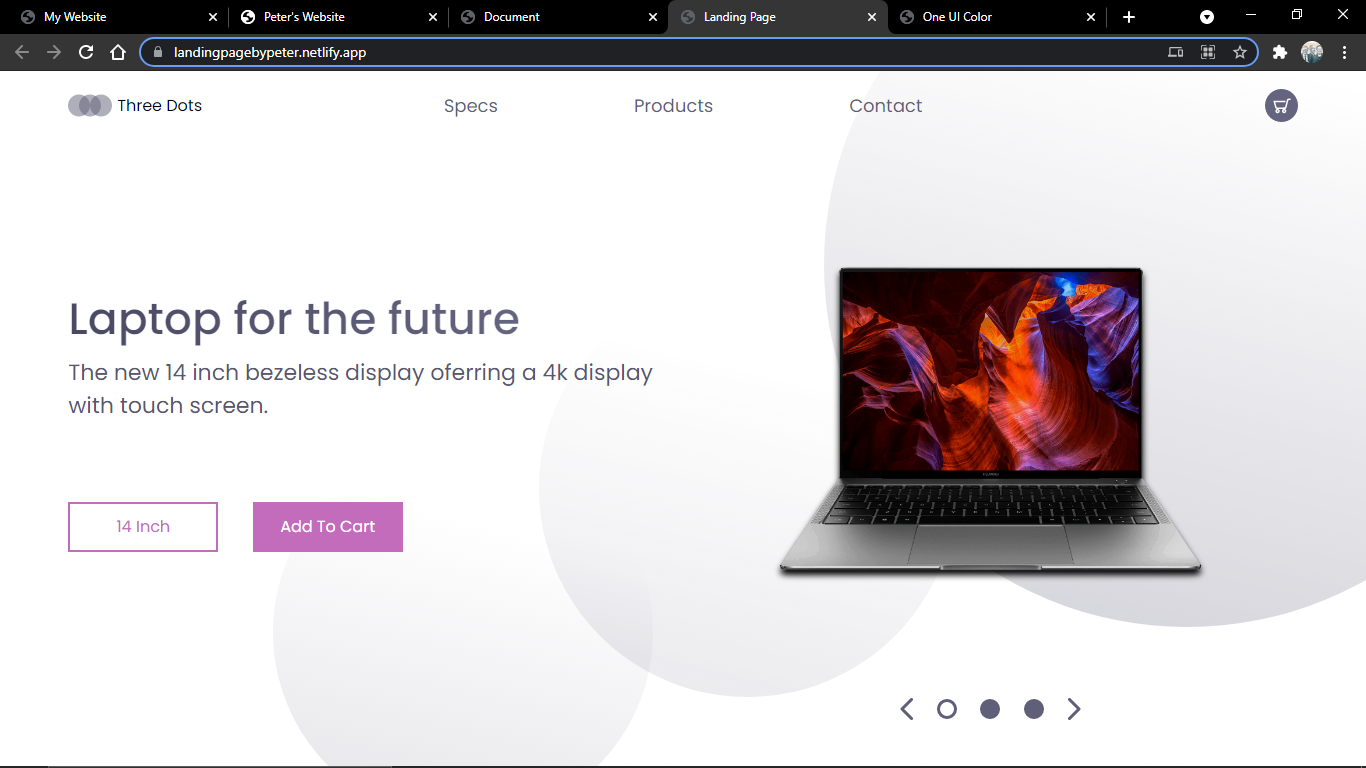 My Website
Peter's Website
Document
Landing Page
One UI Color
landingpagebypeter.netlify.app
Three Dots
Specs
Products
Contact
Laptop for the future
The new 14 inch bezeless display oferring a 4k display
with touch screen.
14 Inch
Add To Cart